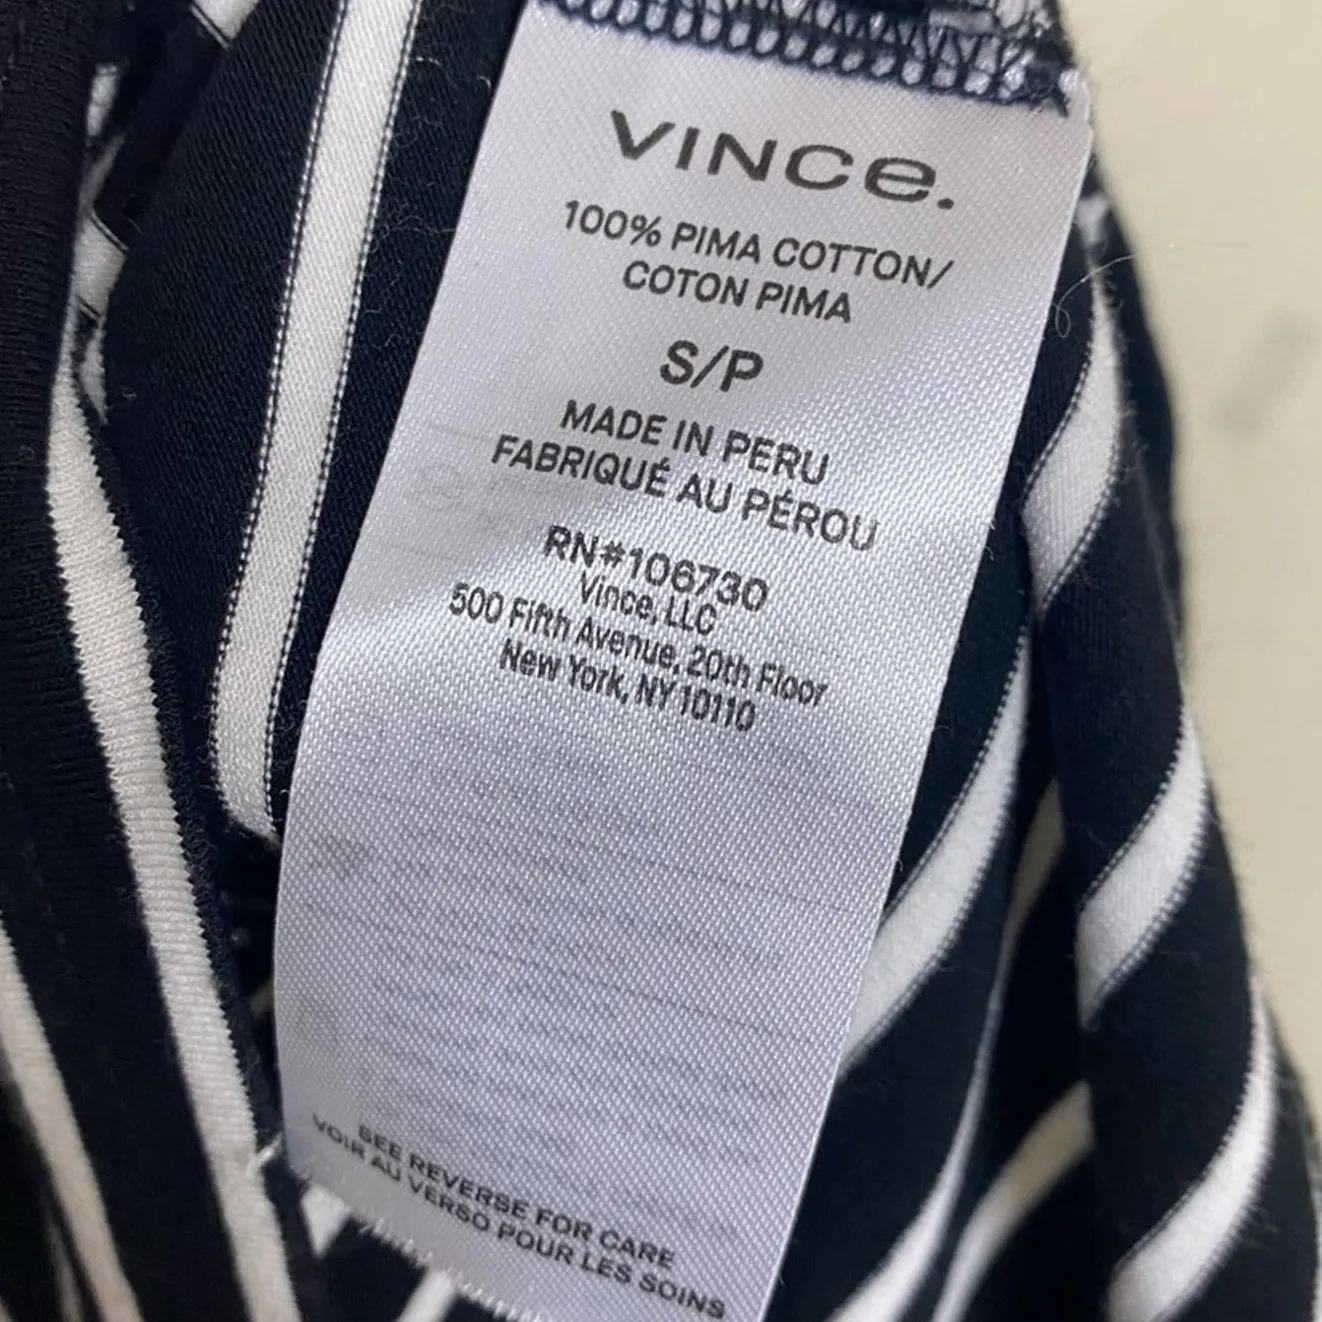 VINCe.
100% PIMA COTTON/
COTON PIMA
S/P
MADE IN PERU
FABRIQUÉ AU PÉROU
RN#106730
Vince, LLC
500 Fifth Avenue, 20th Floor
New York, NY 10110
SEE REVERSE FOR CARE
VOIR AU VERSO POUR LES SOINS